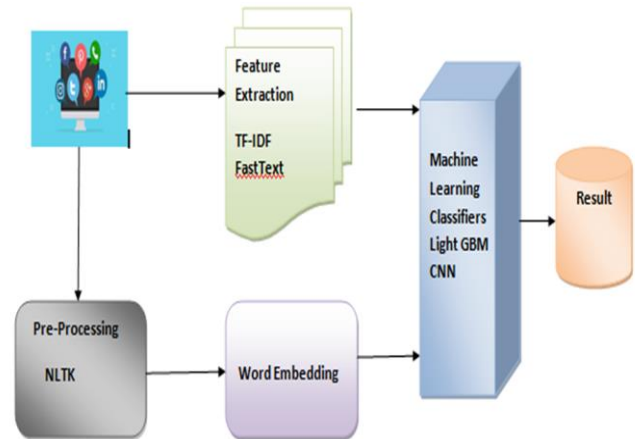 Feature
Extraction
TF-IDF
FastText
Machine
Learning
Classifiers
Light GBM
CNN
Result
Pre-Processing
NLTK
Word Embedding